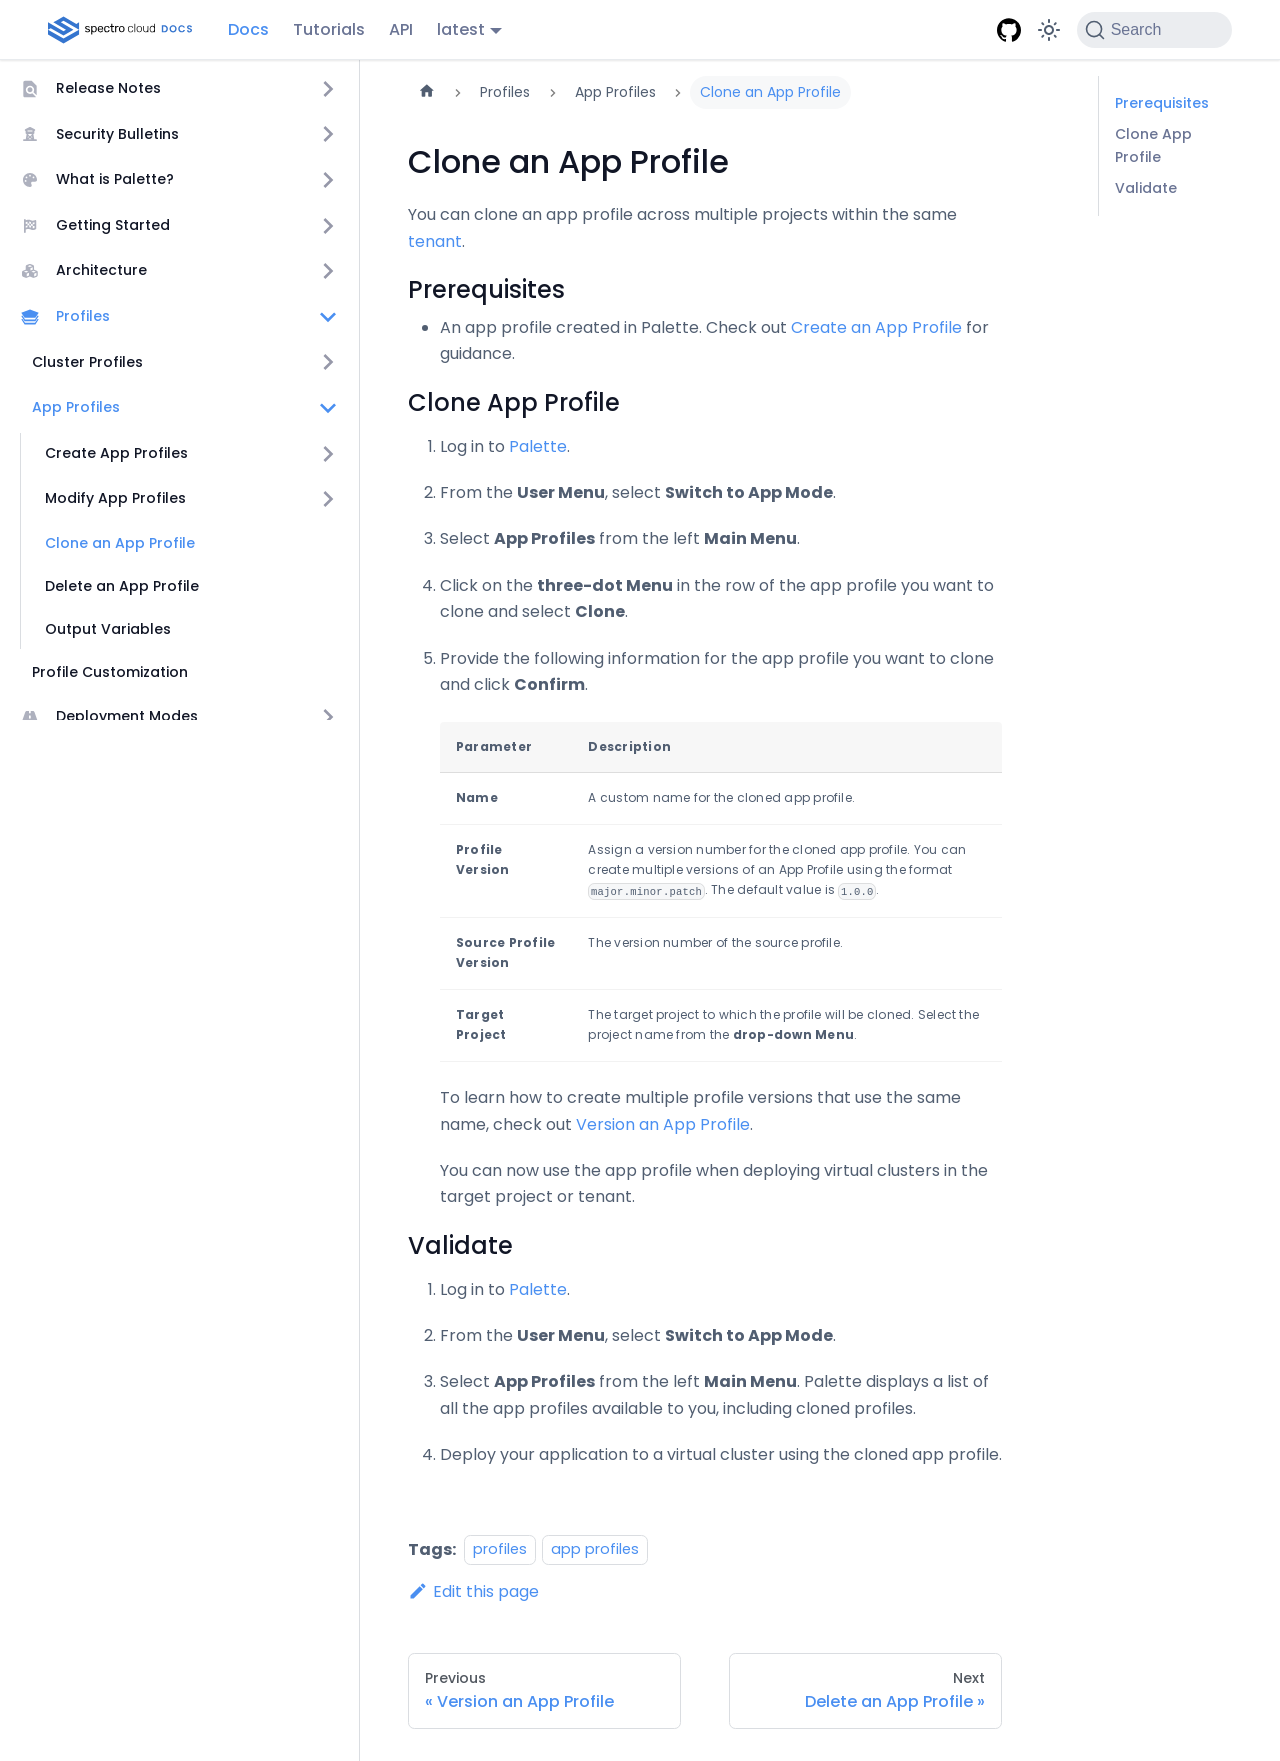 spectro cloud DOCS
Docs
Tutorials
API
latest
Search
Release Notes
Security Bulletins
What is Palette?
Getting Started
Architecture
Profiles
Cluster Profiles
App Profiles
Create App Profiles
Modify App Profiles
Clone an App Profile
Delete an App Profile
Output Variables
Profile Customization
Deployment Modes
Profiles
App Profiles
Clone an App Profile
Clone an App Profile
You can clone an app profile across multiple projects within the same
tenant.
Prerequisites
An app profile created in Palette. Check out Create an App Profile for
guidance.
Clone App Profile
1. Log in to Palette.
2. From the User Menu, select Switch to App Mode.
3. Select App Profiles from the left Main Menu.
4. Click on the three-dot Menu in the row of the app profile you want to
clone and select Clone.
5. Provide the following information for the app profile you want to clone
and click Confirm.
Parameter Description
Name A custom name for the cloned app profile.
Profile Assign a version number for the cloned app profile. You can
Version create multiple versions of an App Profile using the format
major.minor.patch. The default value is 1.0.0.
Source Profile The version number of the source profile.
Version
Target The target project to which the profile will be cloned. Select the
Project project name from the drop-down Menu.
To learn how to create multiple profile versions that use the same
name, check out Version an App Profile.
You can now use the app profile when deploying virtual clusters in the
target project or tenant.
Validate
1. Log in to Palette.
2. From the User Menu, select Switch to App Mode.
3. Select App Profiles from the left Main Menu. Palette displays a list of
all the app profiles available to you, including cloned profiles.
4. Deploy your application to a virtual cluster using the cloned app profile.
Tags: profiles app profiles
Edit this page
Previous
« Version an App Profile
Next
Delete an App Profile »
Prerequisites
Clone App
Profile
Validate